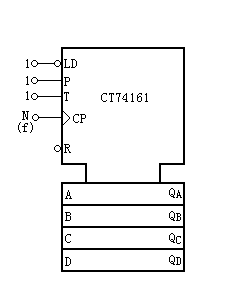 1 LD
1 P
1 T
CT74161
N CP
(f)
R
A QA
B QB
C QC
D QD